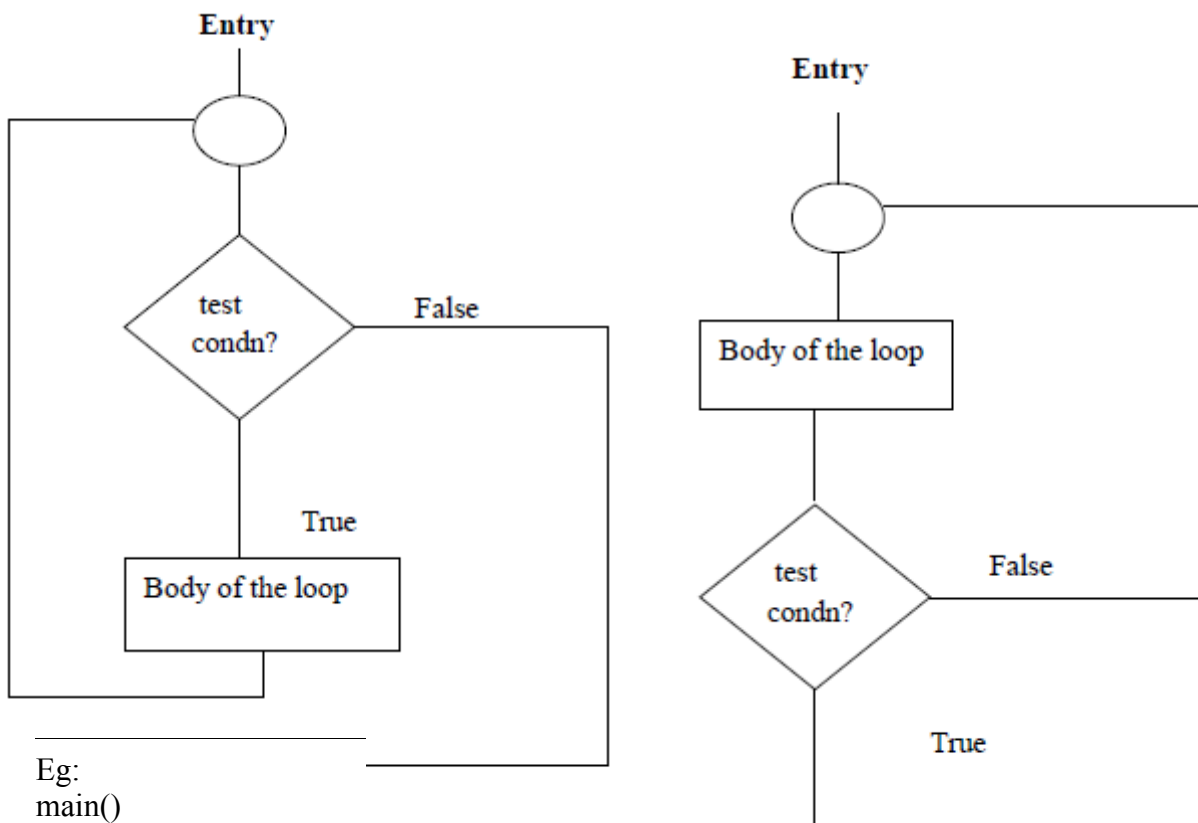 Entry
test
condn?
False
True
Body of the loop
Eg:
main()
Entry
Body of the loop
test
condn?
False
True